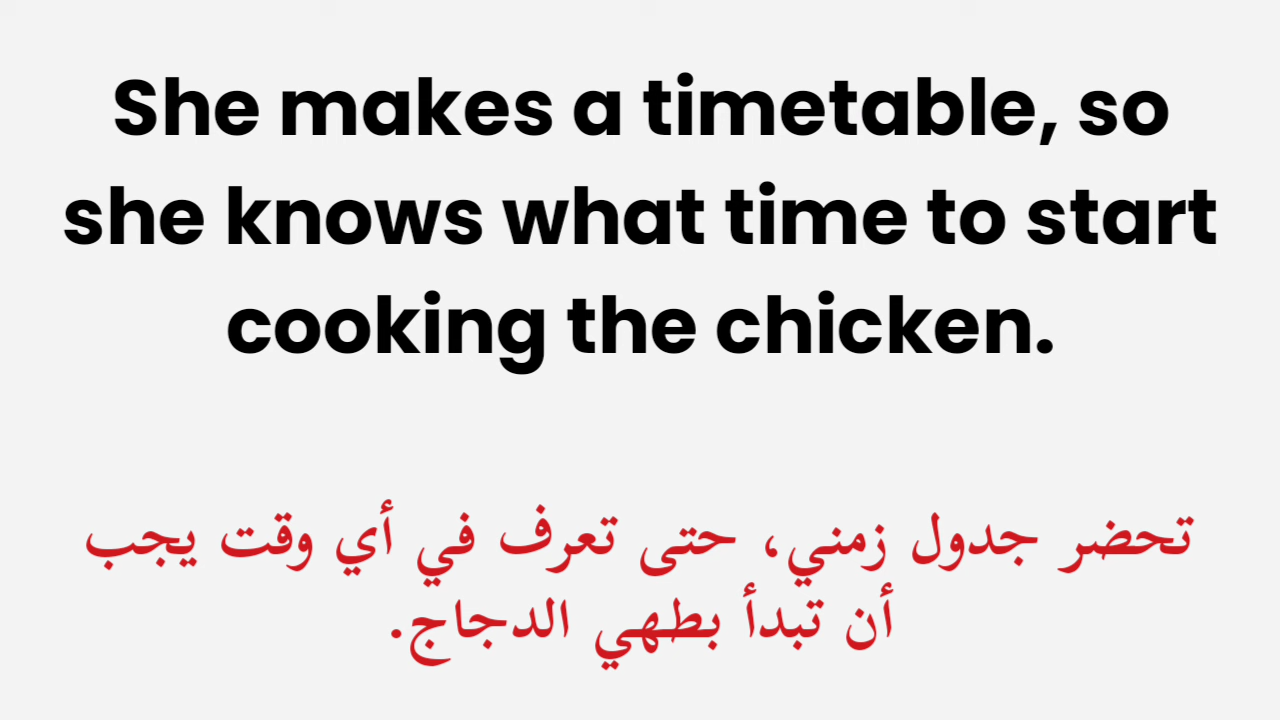 She makes a timetable, so
she knows what time to start
cooking the chicken.
تحضر جدول زمني، حتى تعرف في أي وقت يجب
أن تبدأ بطهي الدجاج.